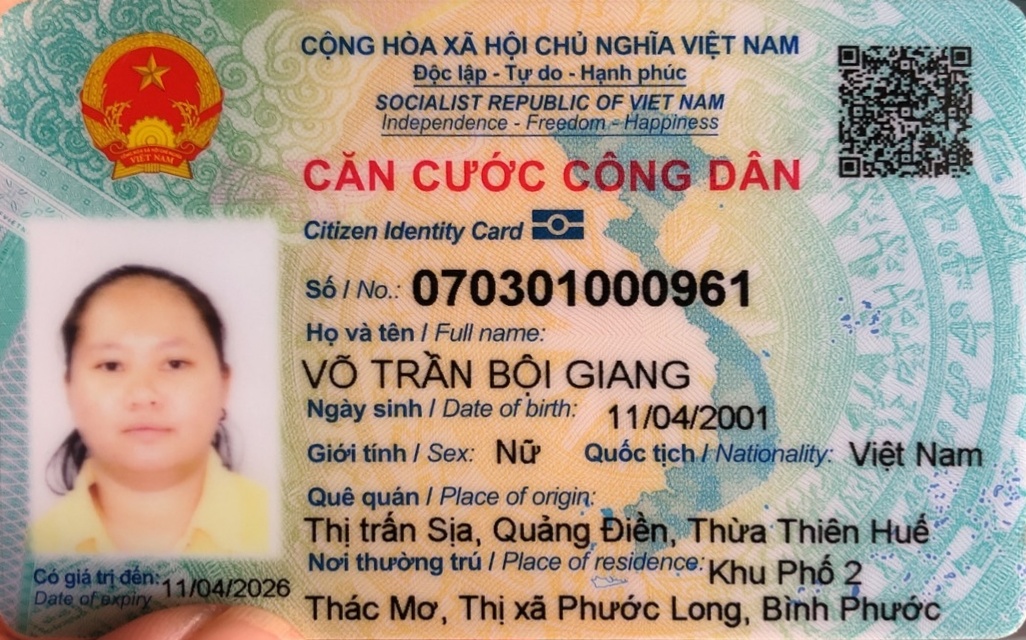 CỘNG HÒA XÃ HỘI CHỦ NGHĨA VIỆT NAM
Độc lập - Tự do - Hạnh phúc
SOCIALIST REPUBLIC OF VIET NAM
Independence - Freedom - Happiness
CĂN CƯỚC CÔNG DÂN
Citizen Identity Card
Số / No.: 070301000961
Họ và tên / Full name:
VÕ TRẦN BỘI GIANG
Ngày sinh / Date of birth: 11/04/2001
Giới tính / Sex: Nữ Quốc tịch / Nationality: Việt Nam
Quê quán / Place of origin:
Thị trấn Sịa, Quảng Điền, Thừa Thiên Huế
Nơi thường trú / Place of residence: Khu Phố 2
Thác Mơ, Thị xã Phước Long, Bình Phước
Có giá trị đến: 11/04/2026
Date of expiry
VIỆT NAM